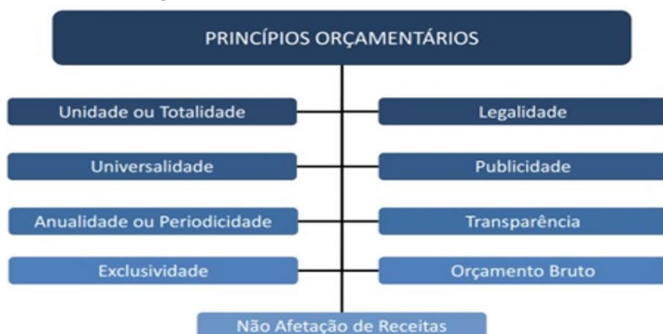 PRINCÍPIOS ORÇAMENTÁRIOS
Unidade ou Totalidade
Legalidade
Universalidade
Publicidade
Anualidade ou Periodicidade
Transparência
Exclusividade
Orçamento Bruto
Não Afetação de Receitas